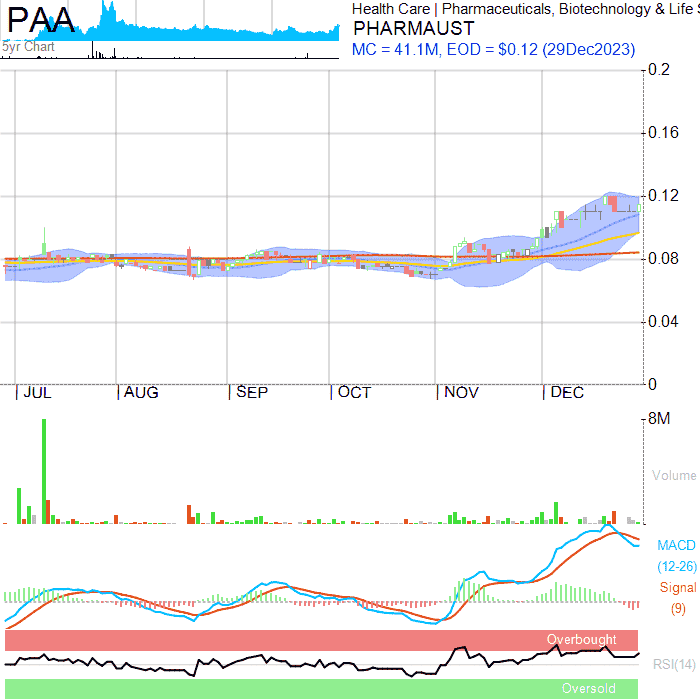 PAA
5yr Chart
Health Care | Pharmaceuticals, Biotechnology & Life S
PHARMAUST
MC = 41.1M, EOD = $0.12 (29Dec2023)
0.2
0.16
0.12
0.08
0.04
0
JUL AUG SEP OCT NOV DEC
8M
Volume
MACD
(12-26)
Signal
(9)
Overbought
RSI(14)
Oversold